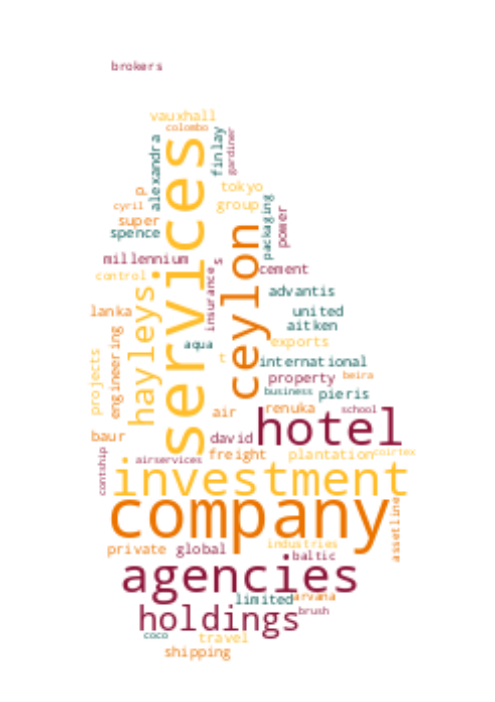 brokers
vauxhall
colombo
services
alexandra
finlay
gardiner
p
cyril
super
spence
tokyo
group
packaging
power
ceylon
millennium
control
s
insurance
cement
hayleys
advantis
lanka
engineering
projects
united
aitken
aqua
exports
t
international
property
beira
business
pieris
air
renuka
school
baur
david
hotel
contship
airservices
freight
plantation
coirtex
investment
company
assetline
private
global
industries
baltic
agencies
limited
arvana
holdings
brush
coco
travel
shipping